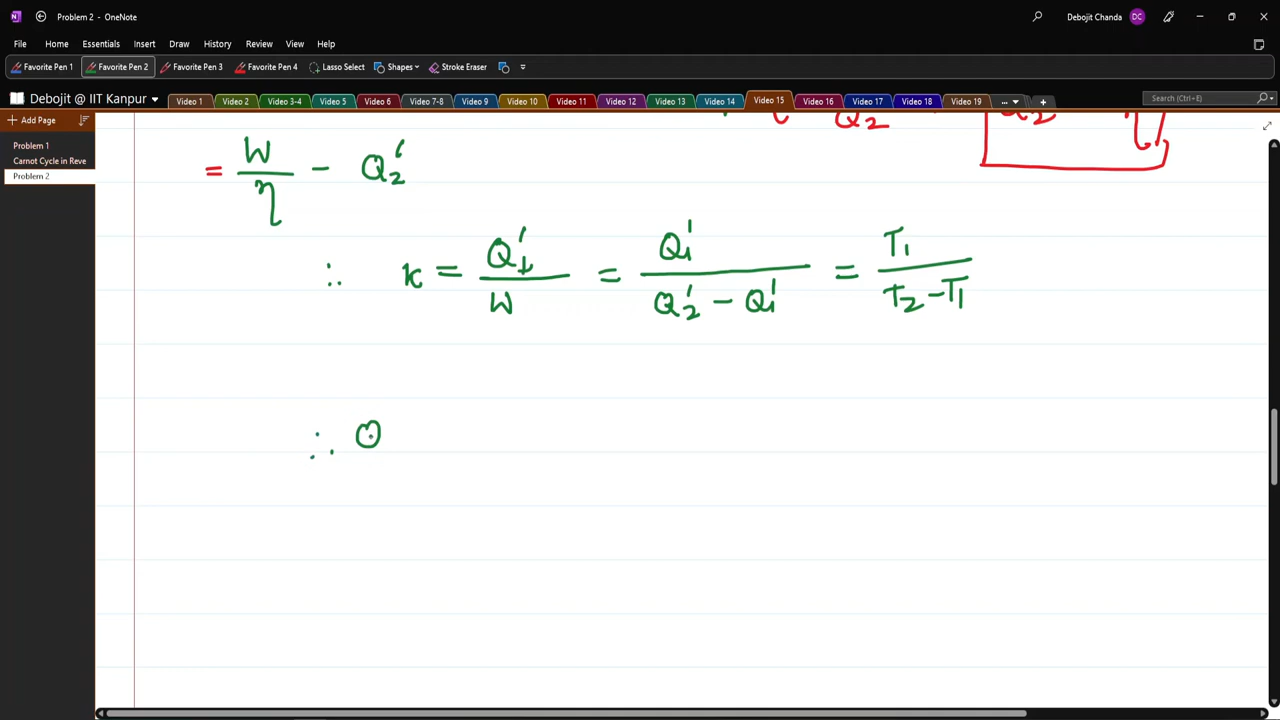 Problem 2 - OneNote
Debojit Chanda DC
File Home Essentials Insert Draw History Review View Help
Favorite Pen 1 Favorite Pen 2 Favorite Pen 3 Favorite Pen 4 Lasso Select Shapes Stroke Eraser
Debojit @ IIT Kanpur Video 1 Video 2 Video 3-4 Video 5 Video 6 Video 7-8 Video 9 Video 10 Video 11 Video 12 Video 13 Video 14 Video 15 Video 16 Video 17 Video 18 Video 19 ... Search (Ctrl+E)
Add Page
Problem 1
Carnot Cycle in Reve
Problem 2
Q₂ Q₂ η
= W/η - Q₂′
∴ K = Q₁′/W = Q₁′/(Q₂′ - Q₁′) = T₁/(T₂ - T₁)
∴